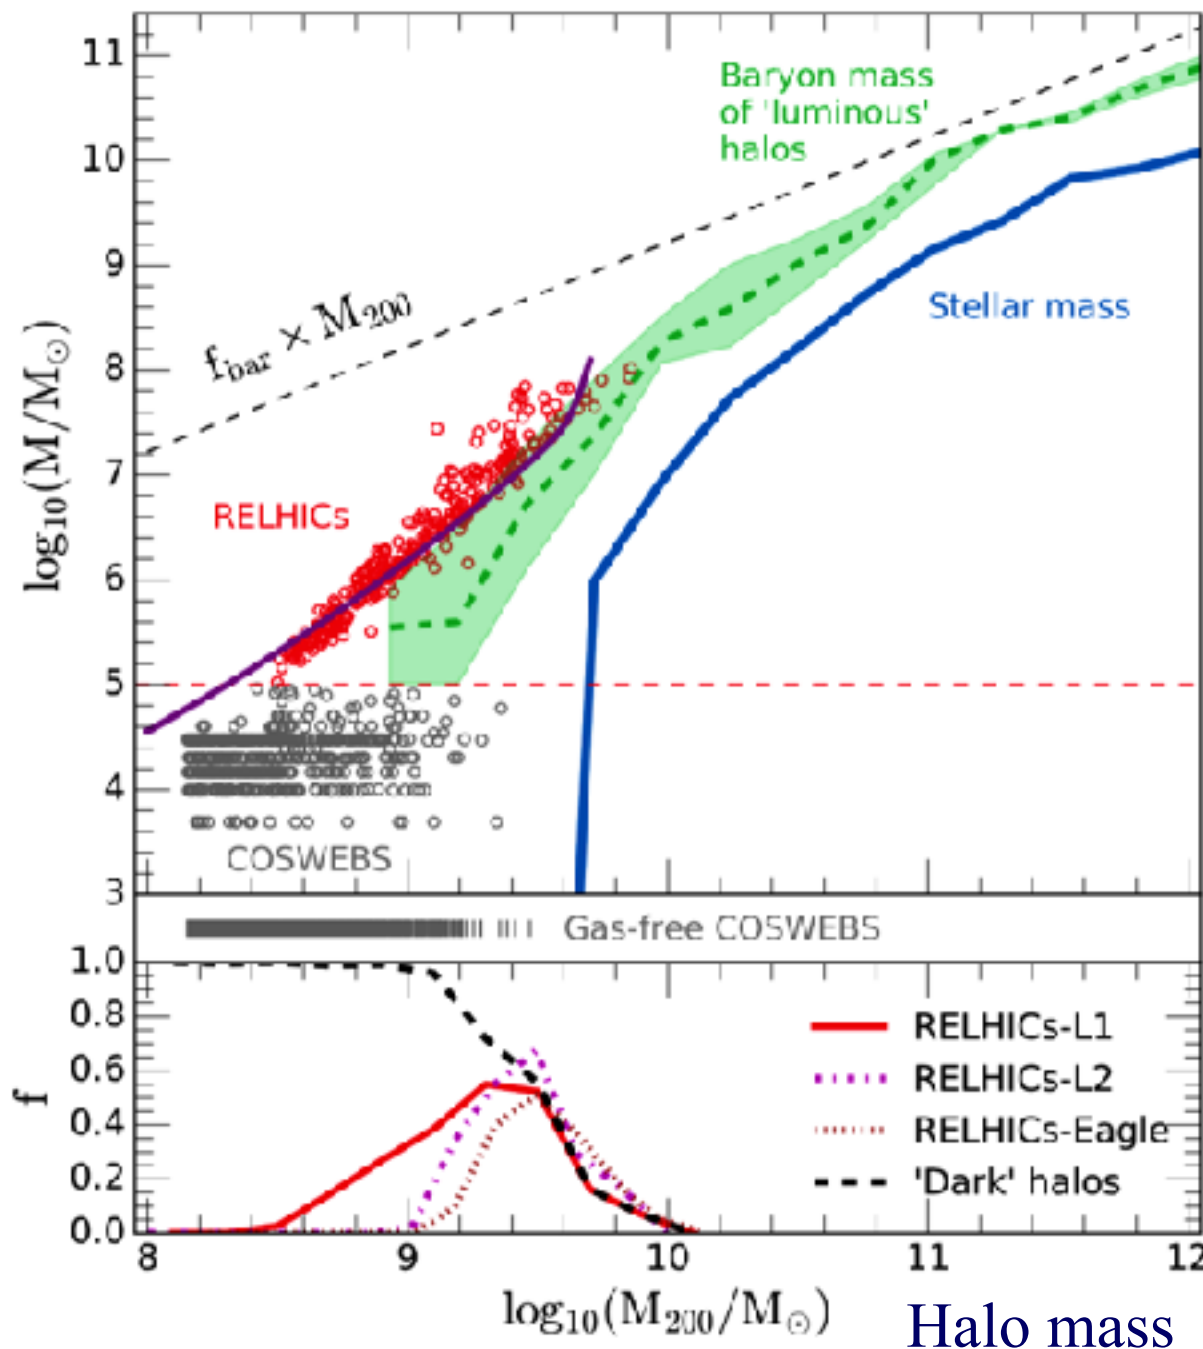 11
10
9
8
7
6
5
4
3
log₁₀(M/M⊙)
Baryon mass
of 'luminous'
halos
f_bar × M₂₀₀
Stellar mass
RELHICs
COSWEBS
Gas-free COSWEBS
1.0
0.8
0.6
0.4
0.2
0.0
f
RELHICs-L1
RELHICs-L2
RELHICs-Eagle
'Dark' halos
8 9 10 11 12
log₁₀(M₂₀₀/M⊙)
Halo mass